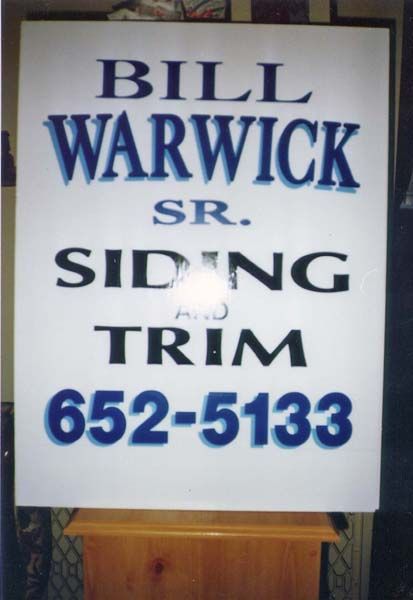 BILL
WARWICK
SR.
SIDING
AND
TRIM
652-5133